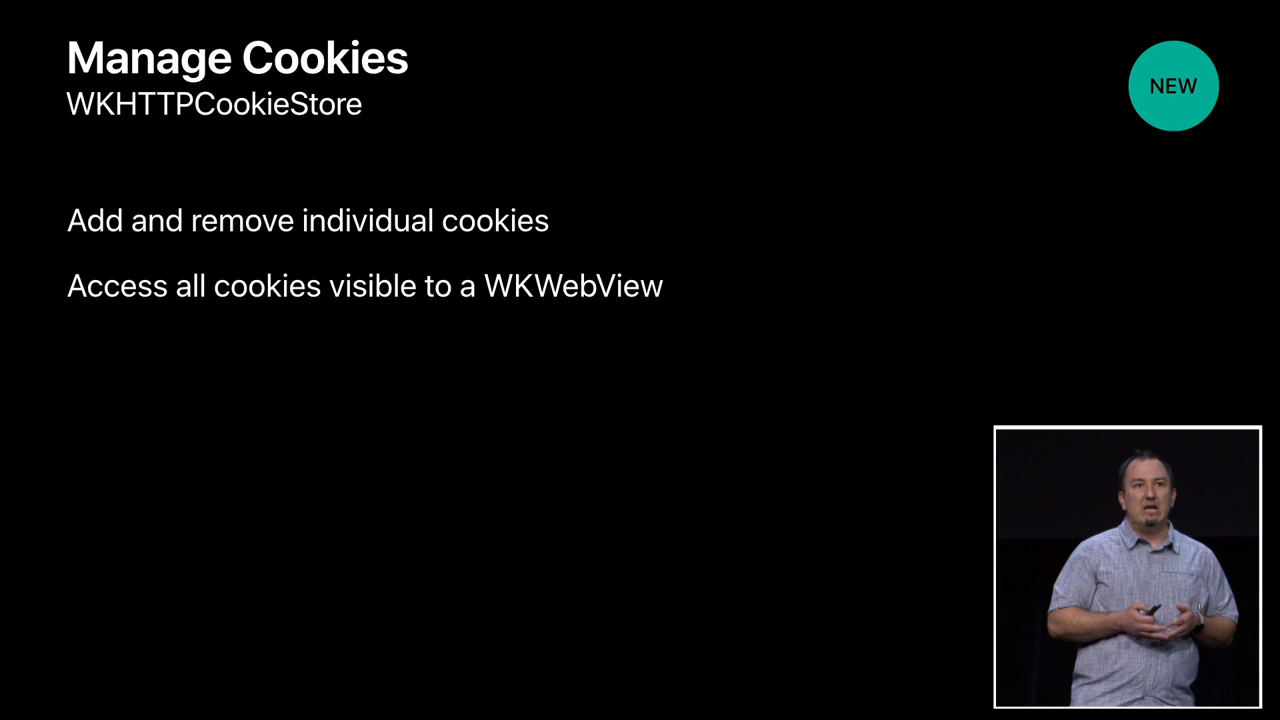 Manage Cookies
WKHTTPCookieStore
NEW
Add and remove individual cookies
Access all cookies visible to a WKWebView